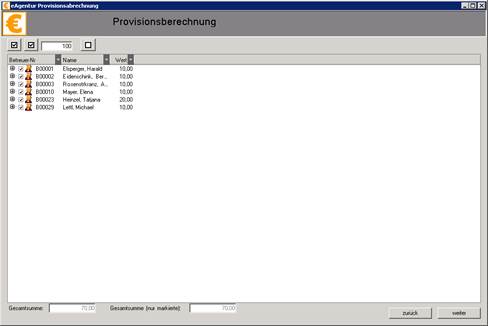 eAgentur Provisionsabrechnung
Provisionsberechnung
100
Betreuer-Nr Name Wert
B00001 Elsperger, Harald 10,00
B00002 Eidenschink, Ber... 10,00
B00003 Rosenstkranz, A... 10,00
B00010 Mayer, Elena 10,00
B00023 Heinzel, Tatjana 20,00
B00029 Lettl, Michael 10,00
Gesamtsumme: 70,00 Gesamtsumme (nur markierte): 70,00
zurück weiter